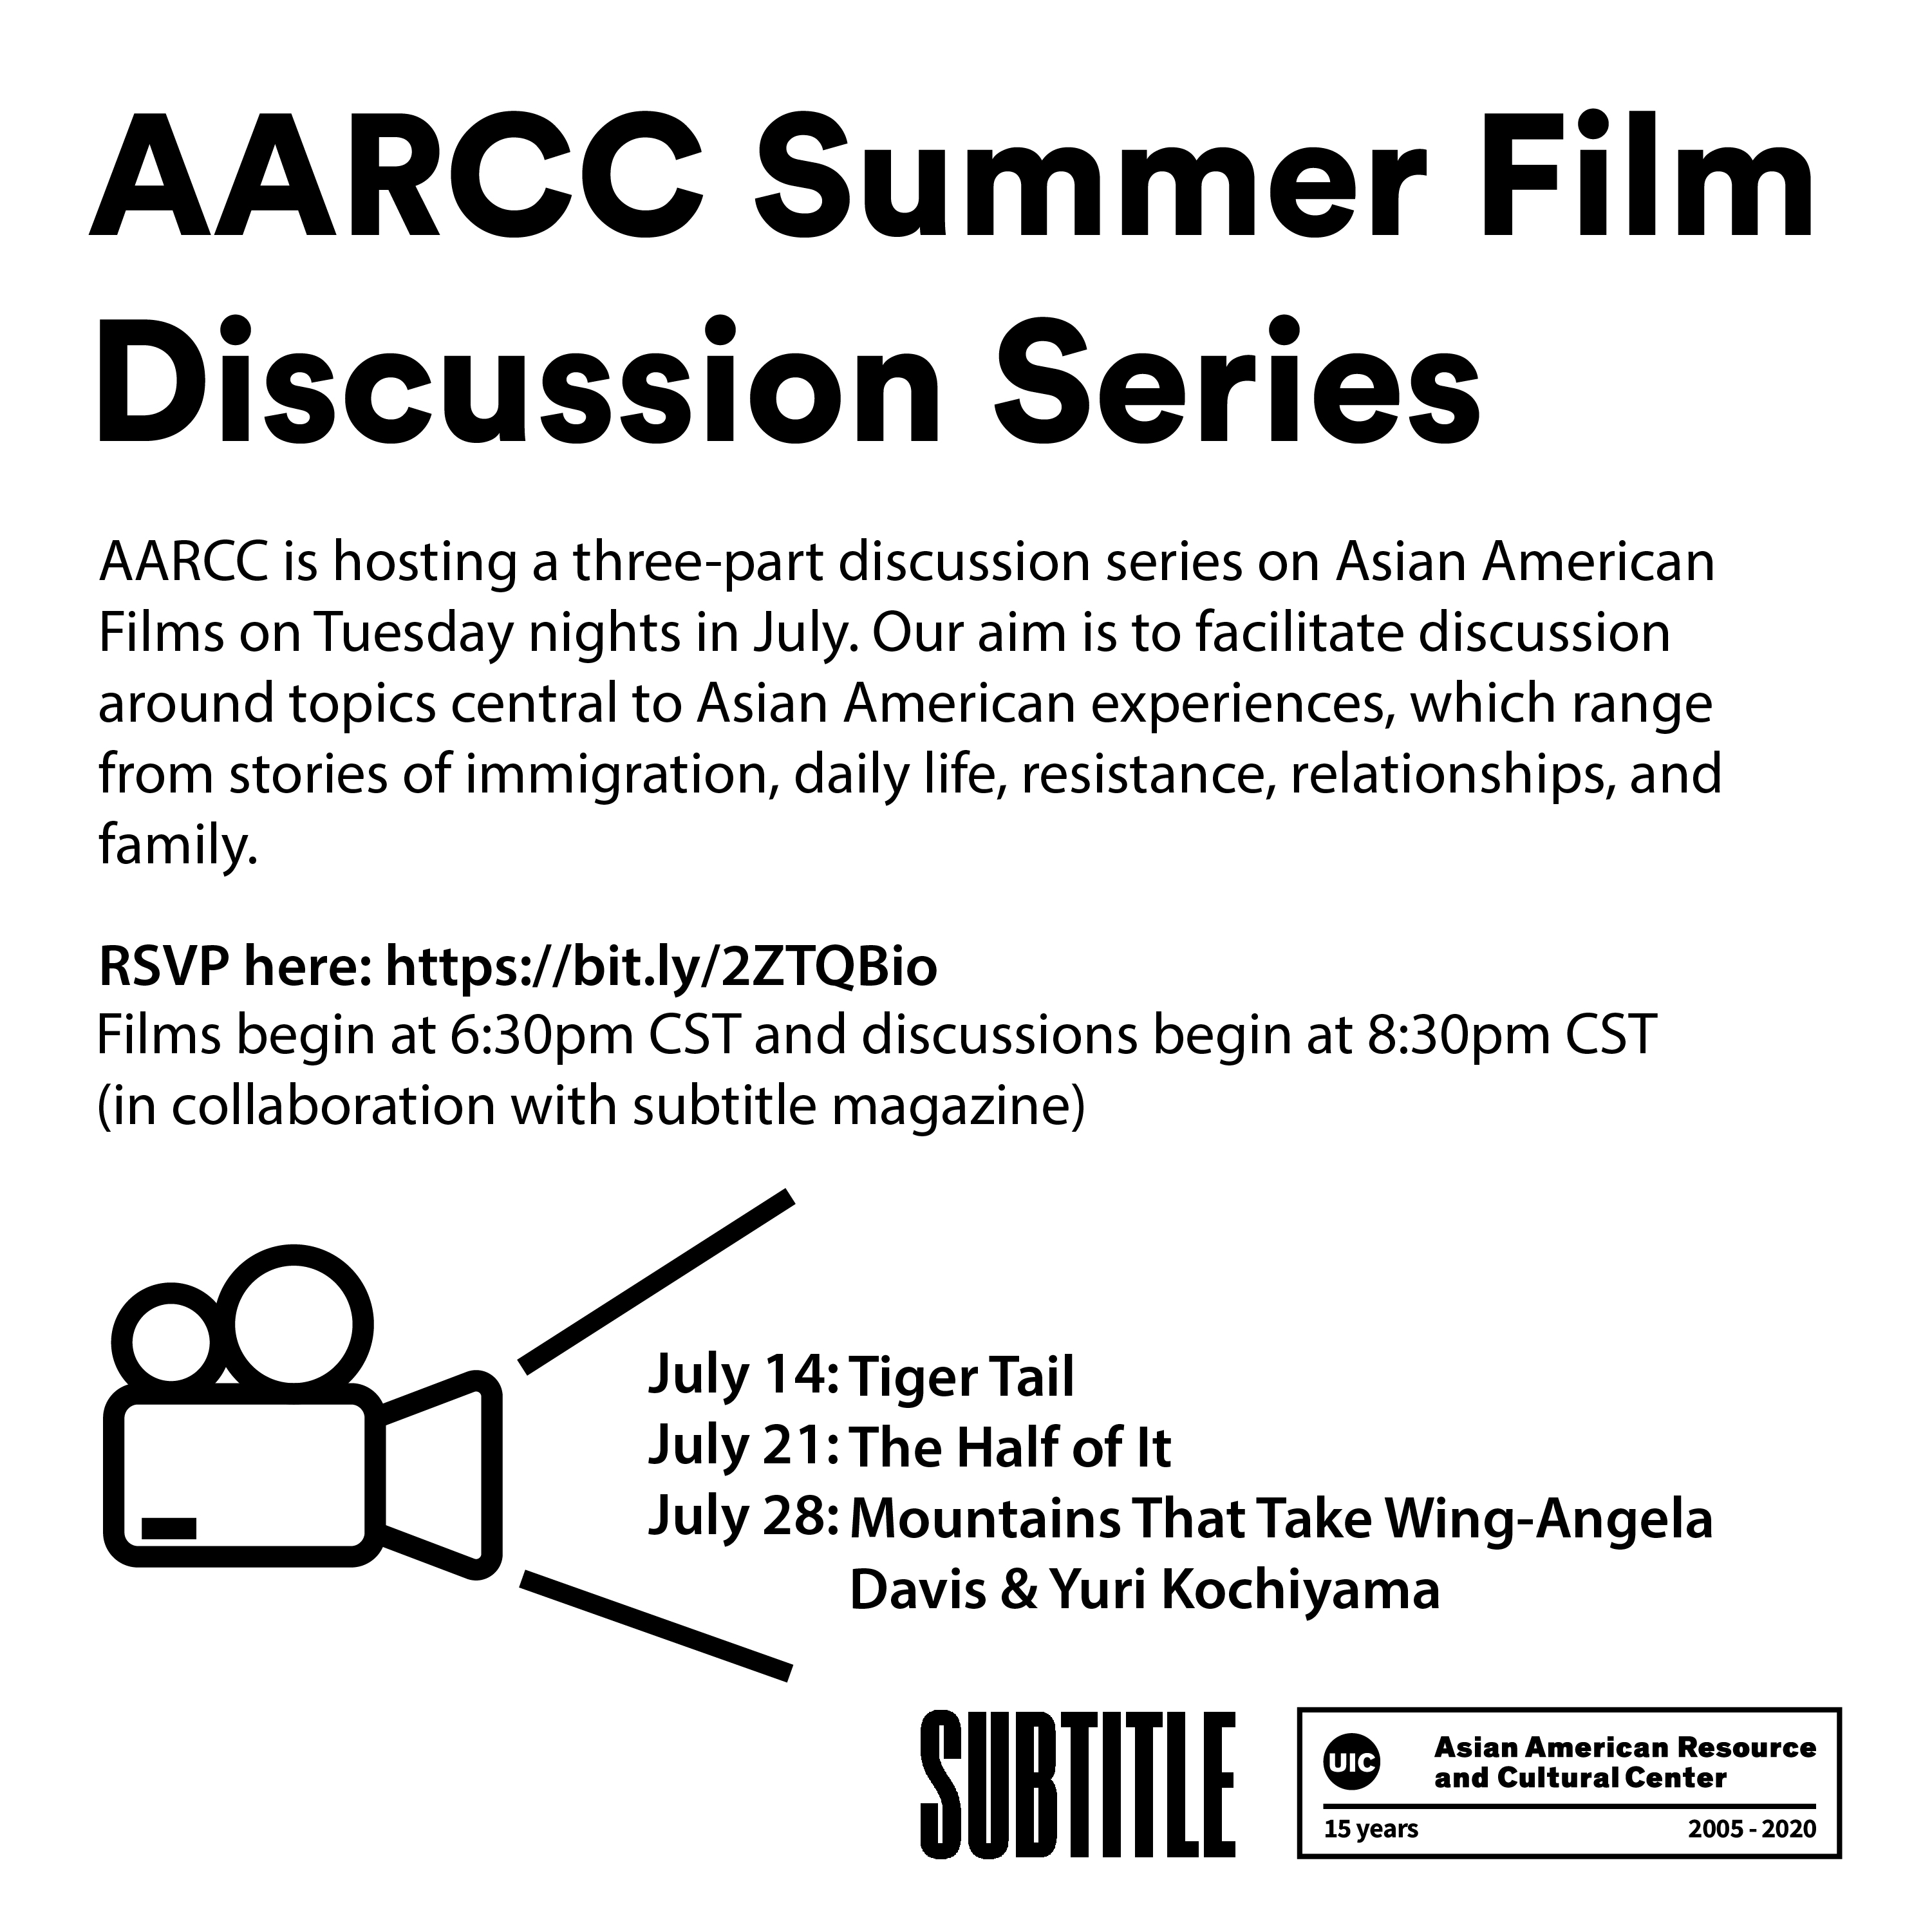 AARCC Summer Film
Discussion Series
AARCC is hosting a three-part discussion series on Asian American
Films on Tuesday nights in July. Our aim is to facilitate discussion
around topics central to Asian American experiences, which range
from stories of immigration, daily life, resistance, relationships, and
family.
RSVP here: https://bit.ly/2ZTQBio
Films begin at 6:30pm CST and discussions begin at 8:30pm CST
(in collaboration with subtitle magazine)
July 14: Tiger Tail
July 21: The Half of It
July 28: Mountains That Take Wing-Angela
Davis & Yuri Kochiyama
SUBTITLE
UIC
Asian American Resource
and Cultural Center
15 years 2005 - 2020